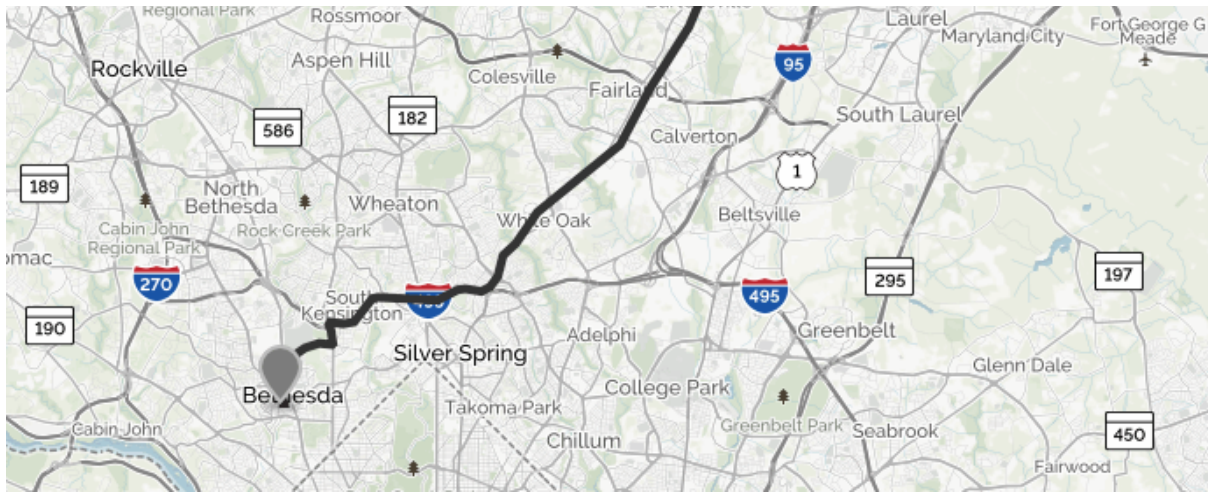 Regional Park
Rossmoor
Laurel
Maryland City
Fort George G
Meade
Rockville
Aspen Hill
Colesville
Fairland
95
586
182
South Laurel
Calverton
189
North
Bethesda
Wheaton
1
Cabin John
Regional Park
Rock Creek Park
White Oak
Beltsville
omac
270
South
Kensington
495
295
197
190
Adelphi
Greenbelt
Silver Spring
Glenn Dale
Bethesda
College Park
Takoma Park
Cabin John
Chillum
Greenbelt Park
Seabrook
450
Fairwood